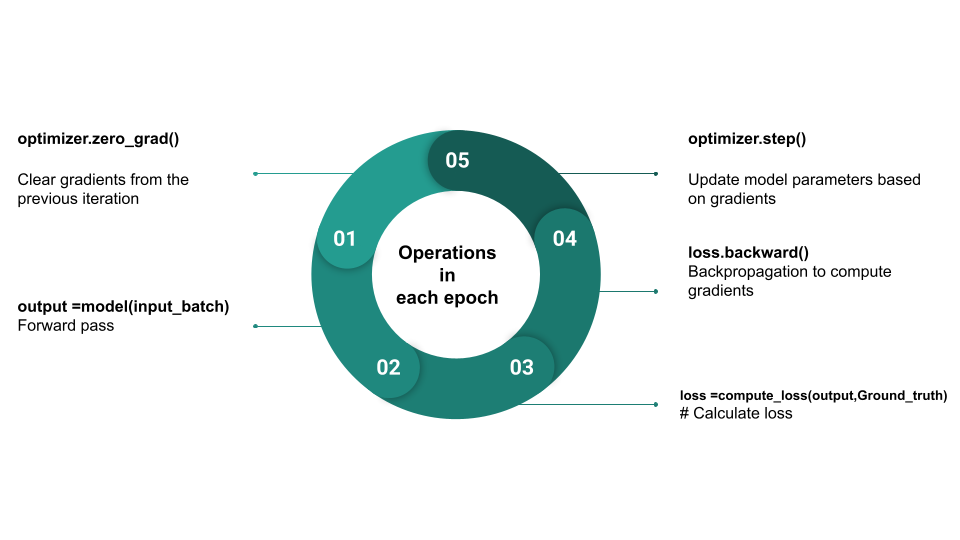 optimizer.zero_grad()
Clear gradients from the
previous iteration
01
output =model(input_batch)
Forward pass
02
Operations
in
each epoch
loss =compute_loss(output,Ground_truth)
# Calculate loss
03
loss.backward()
Backpropagation to compute
gradients
04
optimizer.step()
Update model parameters based
on gradients
05